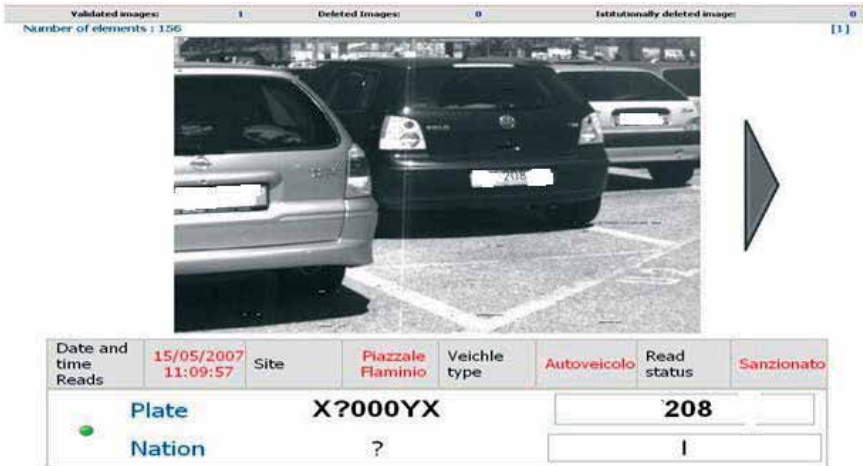 Validated images: 1 Deleted Images: 0 Istitutionally deleted image: 0
Number of elements : 156 [1]
POLO
208
Date and time Reads 15/05/2007 11:09:57 Site Piazzale Flaminio Veichle type Autoveicolo Read status Sanzionato
Plate X?000YX 208
Nation ? I